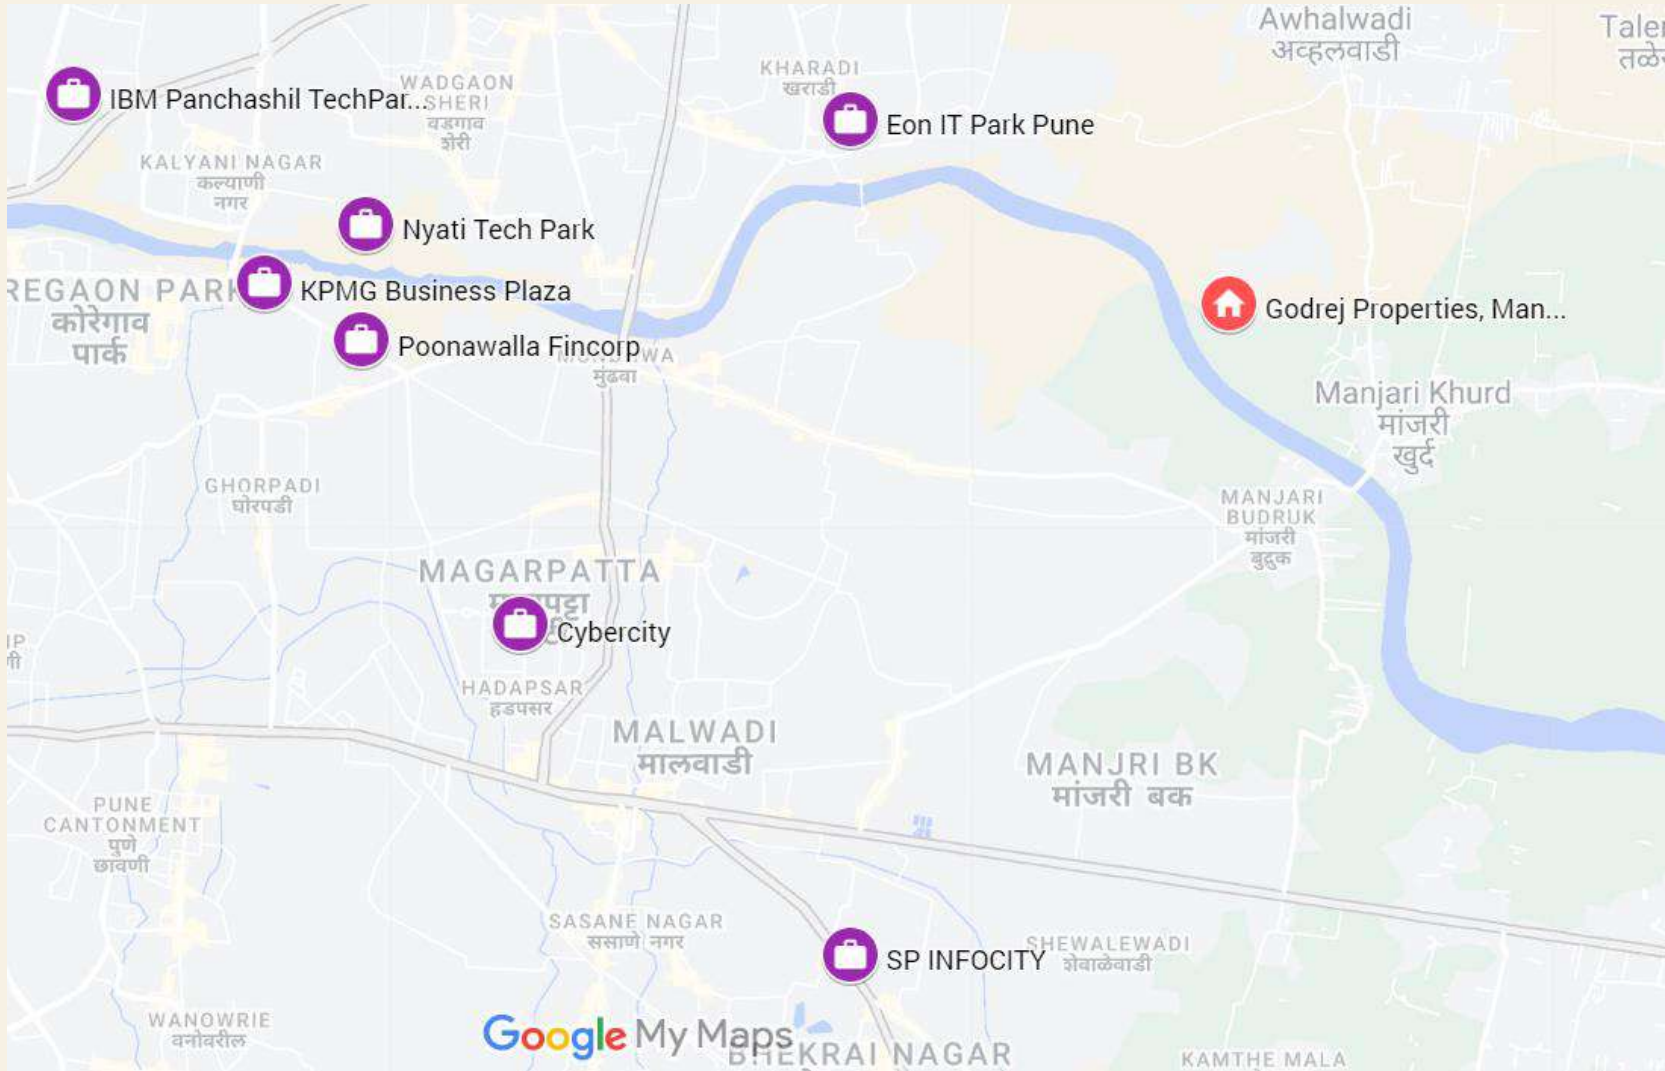 Awhalwadi
अव्हलवाडी
KHARADI
खराडी
WADGAON
SHERI
वडगाव
शेरी
IBM Panchashil TechPar...
Eon IT Park Pune
KALYANI NAGAR
कल्याणी
नगर
Nyati Tech Park
REGAON PARK
कोरेगाव
पार्क
KPMG Business Plaza
Godrej Properties, Man...
Poonawalla Fincorp
मुंढवा
Manjari Khurd
मांजरी
खुर्द
GHORPADI
घोरपडी
MANJARI
BUDRUK
मांजरी
बुद्रुक
MAGARPATTA
Cybercity
HADAPSAR
हडपसर
MALWADI
मालवाडी
MANJRI BK
मांजरी बक
PUNE
CANTONMENT
पुणे
छावणी
SASANE NAGAR
ससाणे नगर
SP INFOCITY
SHEWALEWADI
शेवाळेवाडी
WANOWRIE
वनोवरील
Google My Maps
BHEKRAI NAGAR
KAMTHE MALA